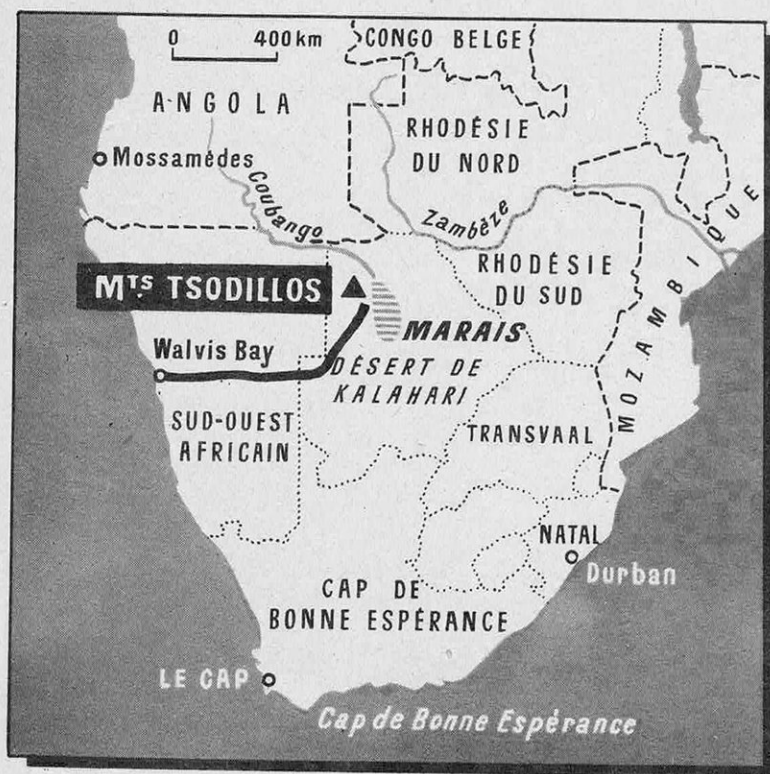 0 400 km
CONGO BELGE
ANGOLA
RHODÉSIE
DU NORD
Mossamédes
Coubango
Zambèze
MOZAMBIQUE
RHODÉSIE
DU SUD
MTS TSODILLOS
MARAIS
Walvis Bay
DÉSERT DE
KALAHARI
SUD-OUEST
AFRICAIN
TRANSVAAL
NATAL
Durban
CAP DE
BONNE ESPÉRANCE
LE CAP
Cap de Bonne Espérance